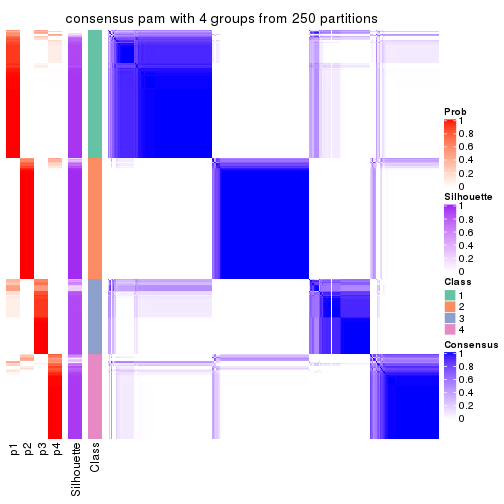 consensus pam with 4 groups from 250 partitions
Prob
1
0.8
0.6
0.4
0.2
0
Silhouette
1
0.8
0.6
0.4
0.2
0
Class
1
2
3
4
Consensus
1
0.8
0.6
0.4
0.2
0
p1
p2
p3
p4
Silhouette
Class